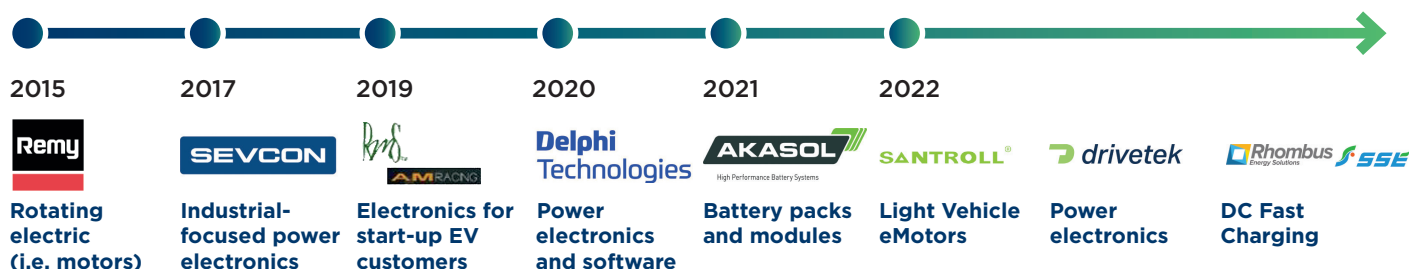 2015
2017
2019
2020
2021
2022
Remy
SEVCON
AM RACING
Delphi
Technologies
AKASOL
High Performance Battery Systems
SANTROLL®
drivetek
Rhombus
Energy Solutions
SSE
Rotating
electric
(i.e. motors)
Industrial-
focused power
electronics
Electronics for
start-up EV
customers
Power
electronics
and software
Battery packs
and modules
Light Vehicle
eMotors
Power
electronics
DC Fast
Charging